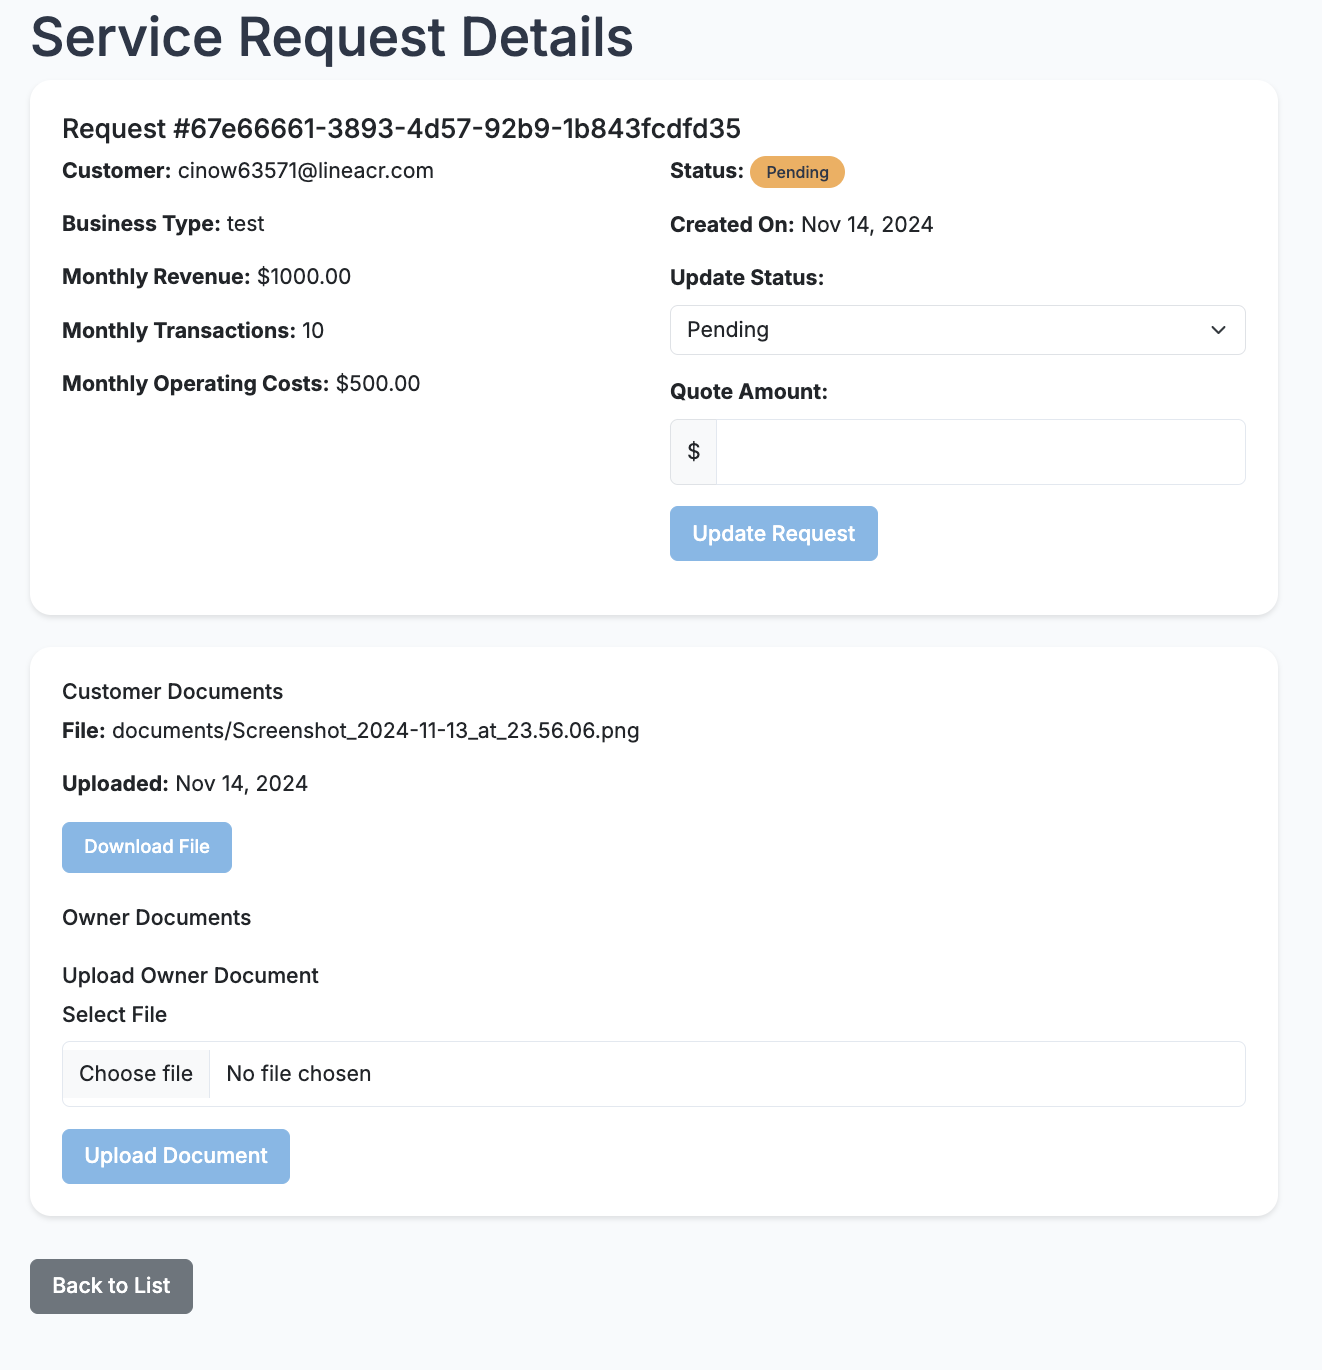 Service Request Details
Request #67e66661-3893-4d57-92b9-1b843fcdfd35
Customer: cinow63571@lineacr.com
Business Type: test
Monthly Revenue: $1000.00
Monthly Transactions: 10
Monthly Operating Costs: $500.00
Status: Pending
Created On: Nov 14, 2024
Update Status:
Pending
Quote Amount:
$
Update Request
Customer Documents
File: documents/Screenshot_2024-11-13_at_23.56.06.png
Uploaded: Nov 14, 2024
Download File
Owner Documents
Upload Owner Document
Select File
Choose file No file chosen
Upload Document
Back to List